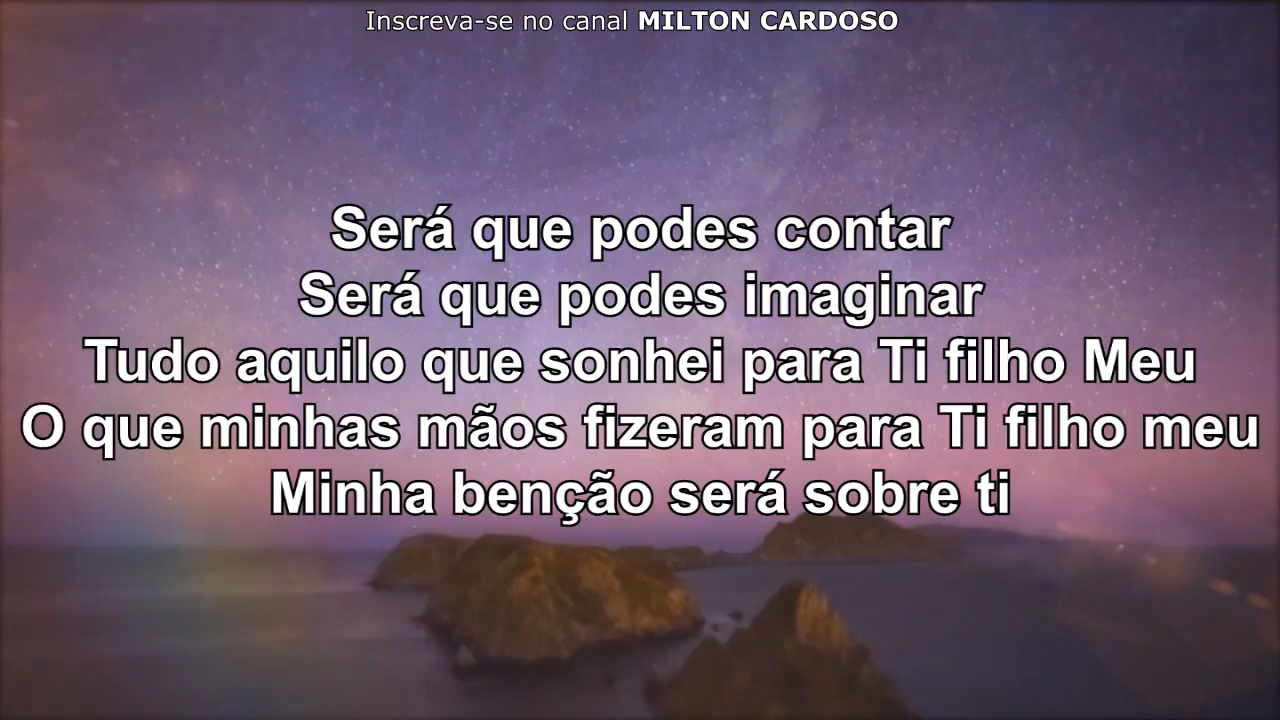 Inscreva-se no canal MILTON CARDOSO
Será que podes contar
Será que podes imaginar
Tudo aquilo que sonhei para Ti filho Meu
O que minhas mãos fizeram para Ti filho meu
Minha benção será sobre ti